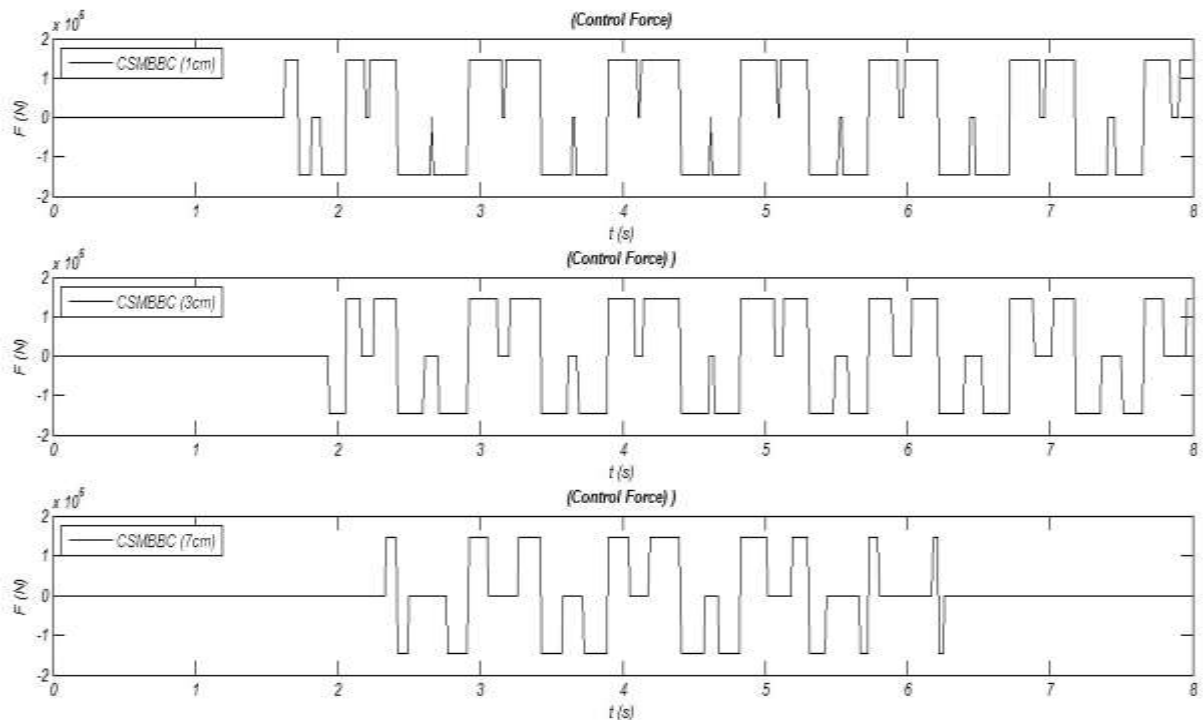 (Control Force)
x 10^6
CSMBBC (1cm)
F (N)
2
1
0
-1
-2
0 1 2 3 4 5 6 7 8
t (s)
(Control Force) )
x 10^6
CSMBBC (3cm)
F (N)
2
1
0
-1
-2
0 1 2 3 4 5 6 7 8
t (s)
(Control Force) )
x 10^6
CSMBBC (7cm)
F (N)
2
1
0
-1
-2
0 1 2 3 4 5 6 7 8
t (s)